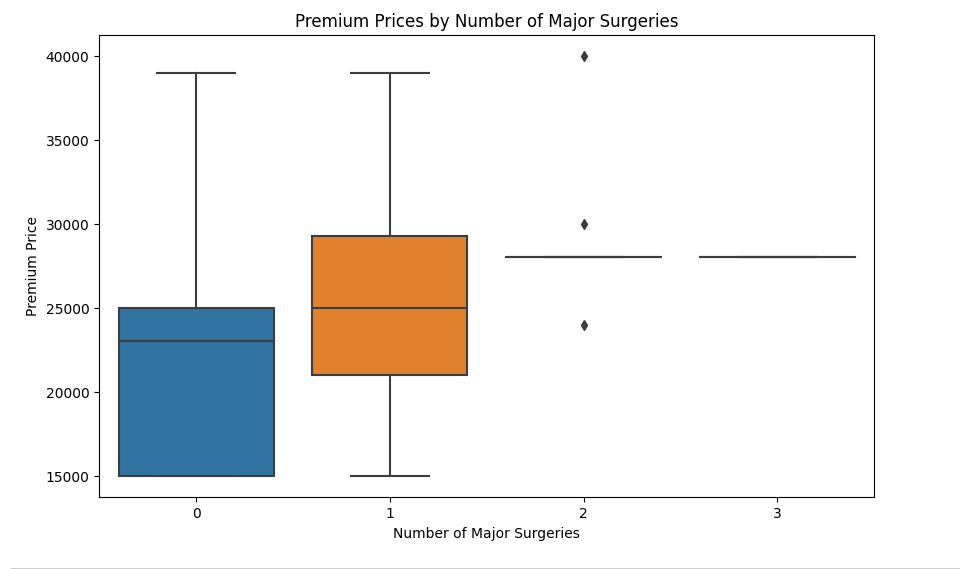 Premium Prices by Number of Major Surgeries
40000
35000
30000
25000
20000
15000
Premium Price
0 1 2 3
Number of Major Surgeries